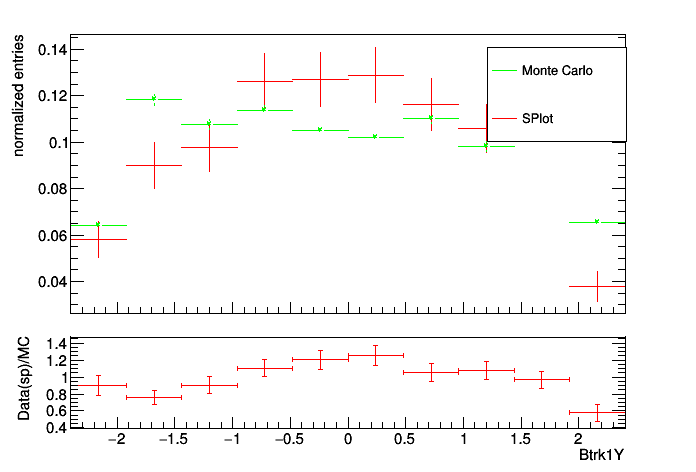 normalized entries
0.14
0.12
0.1
0.08
0.06
0.04
Monte Carlo
SPlot
Data(sp)/MC
1.4
1.2
1
0.8
0.6
0.4
−2 −1.5 −1 −0.5 0 0.5 1 1.5 2
Btrk1Y